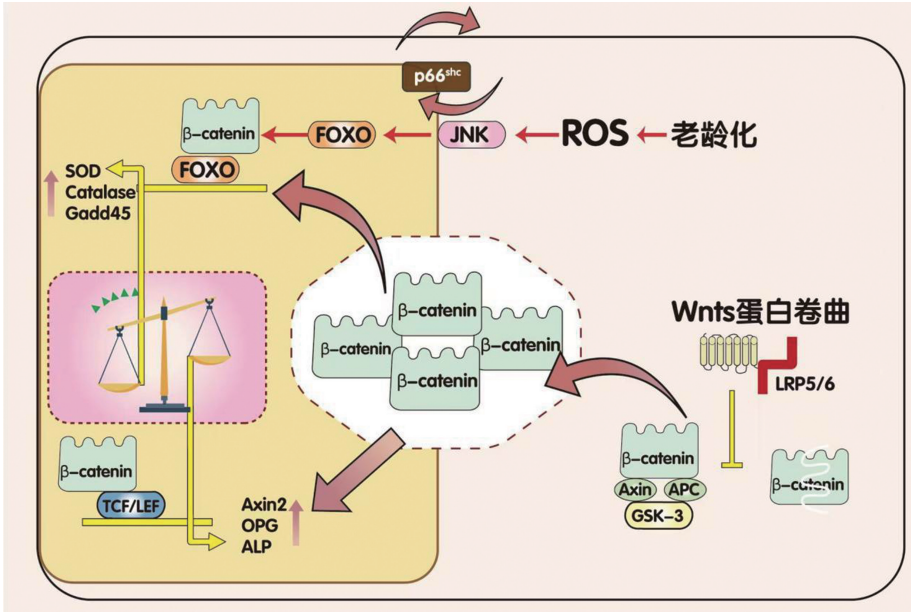 p66shc
β-catenin
FOXO
FOXO
JNK
ROS
老龄化
SOD
Catalase
Gadd45
β-catenin
β-catenin
β-catenin
β-catenin
Wnts蛋白卷曲
LRP5/6
β-catenin
TCF/LEF
Axin2
OPG
ALP
β-catenin
Axin
APC
GSK-3
β-catenin